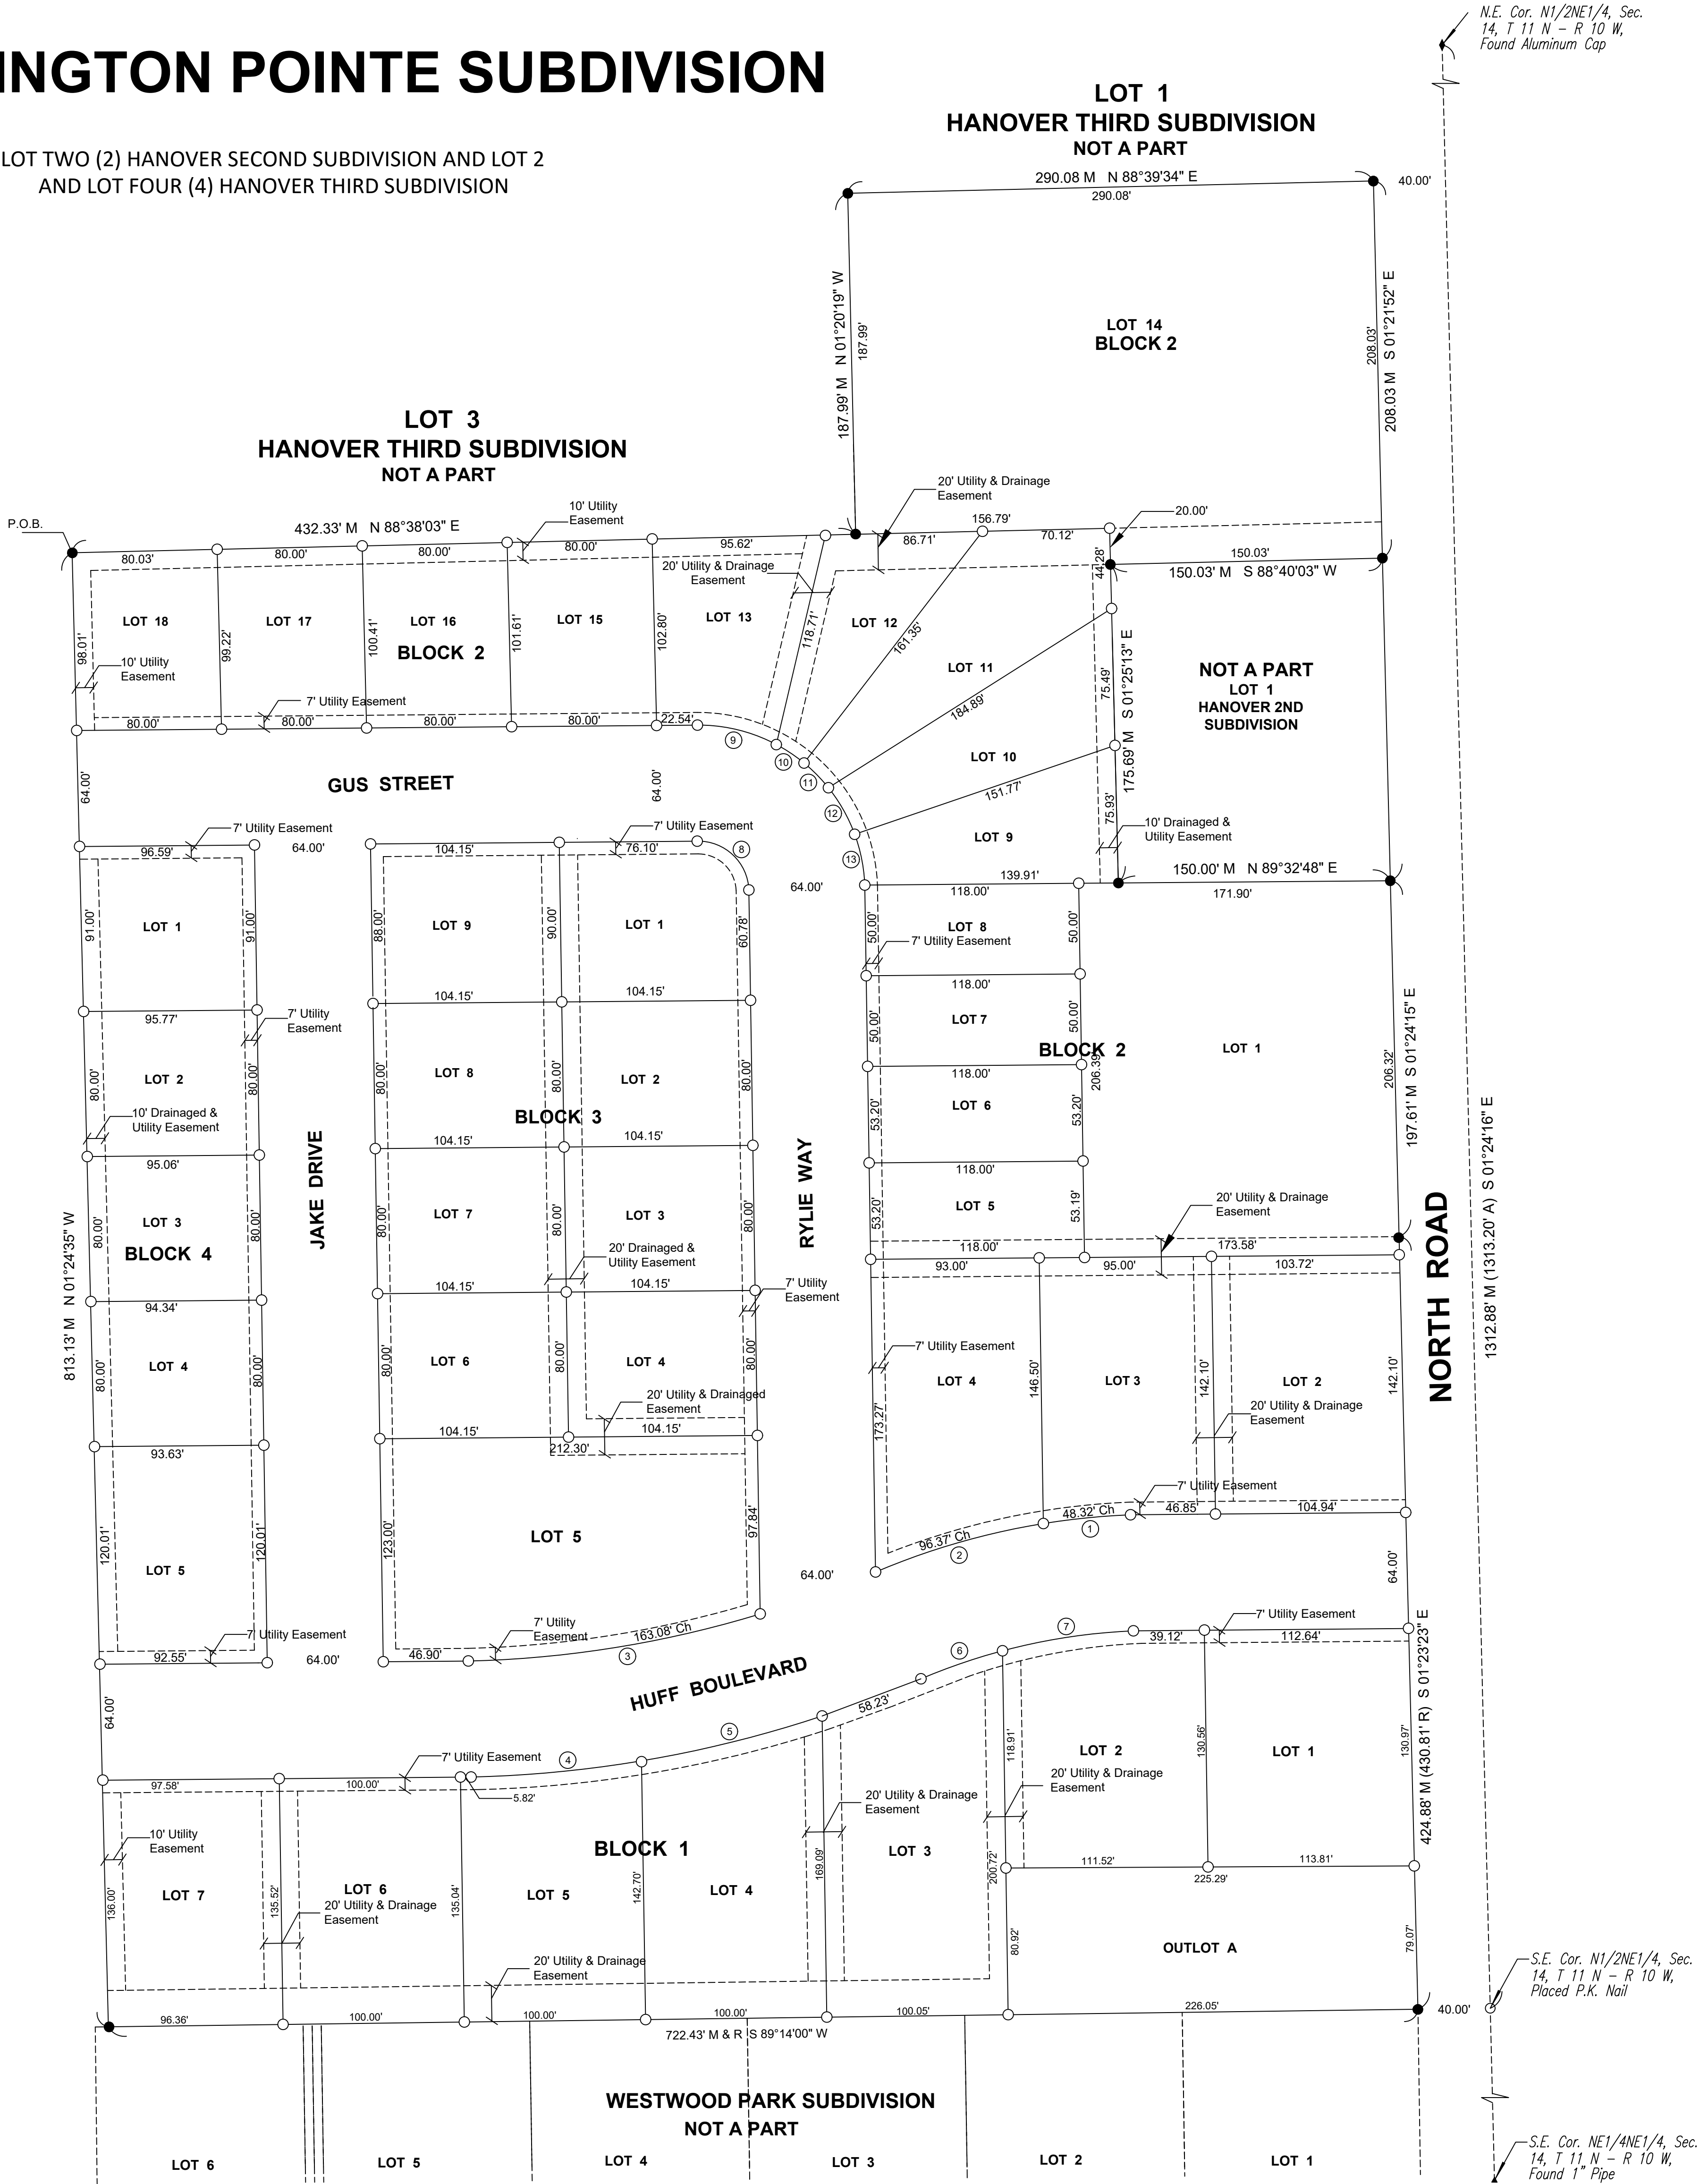 INGTON POINTE SUBDIVISION
LOT TWO (2) HANOVER SECOND SUBDIVISION AND LOT 2
AND LOT FOUR (4) HANOVER THIRD SUBDIVISION
N.E. Cor. N1/2NE1/4, Sec.
14, T 11 N – R 10 W,
Found Aluminum Cap
LOT 1
HANOVER THIRD SUBDIVISION
NOT A PART
290.08 M N 88°39'34" E
290.08'
40.00'
187.99' M N 01°20'19" W
187.99'
LOT 14
BLOCK 2
208.03'
208.03 M S 01°21'52" E
LOT 3
HANOVER THIRD SUBDIVISION
NOT A PART
P.O.B.
432.33' M N 88°38'03" E
10' Utility
Easement
20' Utility & Drainage
Easement
20.00'
80.03'
80.00'
80.00'
80.00'
95.62'
86.71'
156.79'
70.12'
20' Utility & Drainage
Easement
44.28'
150.03'
150.03' M S 88°40'03" W
LOT 18
LOT 17
LOT 16
LOT 15
LOT 13
LOT 12
BLOCK 2
98.01'
99.22'
100.41'
101.61'
102.80'
118.71'
161.35'
LOT 11
184.89'
75.49'
175.69' M S 01°25'13" E
NOT A PART
LOT 1
HANOVER 2ND
SUBDIVISION
10' Utility
Easement
7' Utility Easement
80.00'
80.00'
80.00'
80.00'
22.54'
9
10
11
12
13
LOT 10
151.77'
75.93'
LOT 9
10' Drainaged &
Utility Easement
64.00'
GUS STREET
64.00'
7' Utility Easement
64.00'
7' Utility Easement
96.59'
104.15'
76.10'
8
64.00'
139.91'
118.00'
150.00' M N 89°32'48" E
171.90'
91.00'
LOT 1
91.00'
88.00'
LOT 9
90.00'
LOT 1
60.78'
50.00'
LOT 8
7' Utility Easement
50.00'
95.77'
7' Utility
Easement
104.15'
104.15'
118.00'
80.00'
LOT 2
80.00'
80.00'
LOT 8
80.00'
LOT 2
80.00'
50.00'
LOT 7
50.00'
BLOCK 2
LOT 1
118.00'
206.39'
206.32'
197.61' M S 01°24'15" E
10' Drainaged &
Utility Easement
BLOCK 3
LOT 6
53.20'
53.20'
95.06'
104.15'
104.15'
118.00'
JAKE DRIVE
RYLIE WAY
80.00'
LOT 3
80.00'
BLOCK 4
813.13' M N 01°24'35" W
80.00'
LOT 7
80.00'
LOT 3
80.00'
20' Drainaged &
Utility Easement
53.20'
LOT 5
53.19'
20' Utility & Drainage
Easement
118.00'
173.58'
93.00'
95.00'
103.72'
NORTH ROAD
1312.88' M (1313.20' A) S 01°24'16" E
94.34'
104.15'
104.15'
7' Utility
Easement
80.00'
LOT 4
80.00'
80.00'
LOT 6
80.00'
LOT 4
80.00'
7' Utility Easement
LOT 4
146.50'
LOT 3
142.10'
LOT 2
142.10'
20' Utility & Drainaged
Easement
20' Utility & Drainage
Easement
173.27'
93.63'
104.15'
104.15'
212.30'
120.01'
LOT 5
120.01'
123.00'
LOT 5
97.84'
7' Utility Easement
48.32' Ch
46.85'
104.94'
1
96.37' Ch
2
64.00'
64.00'
7' Utility Easement
92.55'
64.00'
46.90'
7' Utility
Easement
163.08' Ch
3
HUFF BOULEVARD
7' Utility Easement
7
39.12'
112.64'
6
58.23'
64.00'
5
4
7' Utility Easement
97.58'
100.00'
5.82'
118.91'
LOT 2
130.56'
LOT 1
130.97'
424.88' M (430.81' R) S 01°23'23" E
20' Utility & Drainage
Easement
20' Utility & Drainage
Easement
10' Utility
Easement
BLOCK 1
LOT 3
169.09'
200.72'
111.52'
113.81'
225.29'
136.00'
LOT 7
135.52'
LOT 6
135.04'
LOT 5
142.70'
LOT 4
20' Utility & Drainage
Easement
80.92'
OUTLOT A
79.07'
20' Utility & Drainage
Easement
S.E. Cor. N1/2NE1/4, Sec.
14, T 11 N – R 10 W,
Placed P.K. Nail
96.36'
100.00'
100.00'
100.00'
100.05'
226.05'
40.00'
722.43' M & R S 89°14'00" W
WESTWOOD PARK SUBDIVISION
NOT A PART
LOT 6
LOT 5
LOT 4
LOT 3
LOT 2
LOT 1
S.E. Cor. NE1/4NE1/4, Sec.
14, T 11 N – R 10 W,
Found 1" Pipe